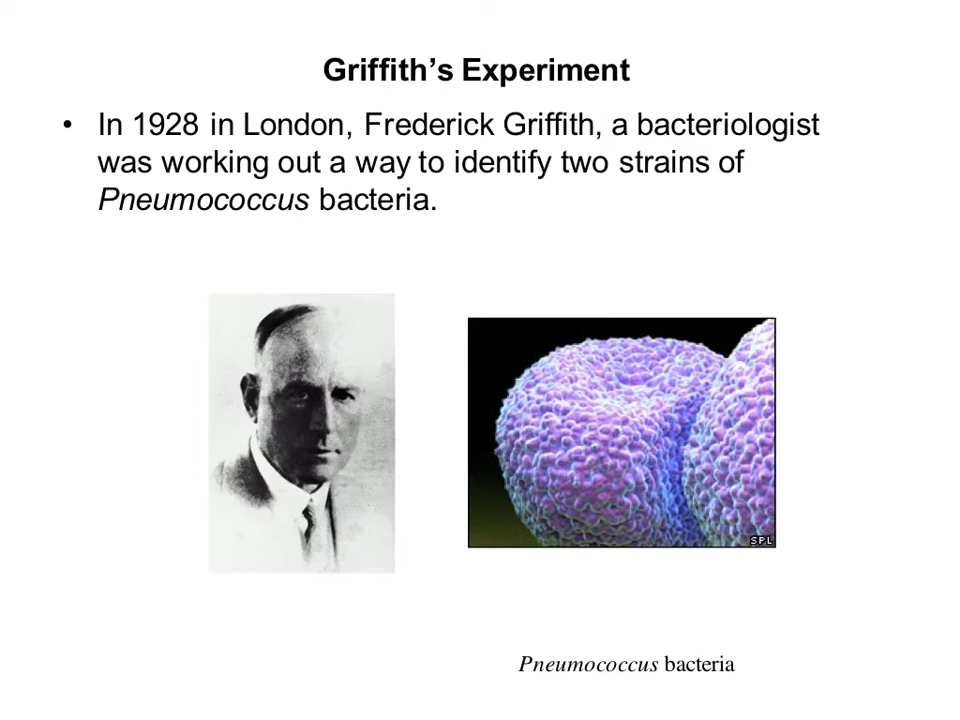 Griffith’s Experiment
• In 1928 in London, Frederick Griffith, a bacteriologist
was working out a way to identify two strains of
Pneumococcus bacteria.
SPL
Pneumococcus bacteria